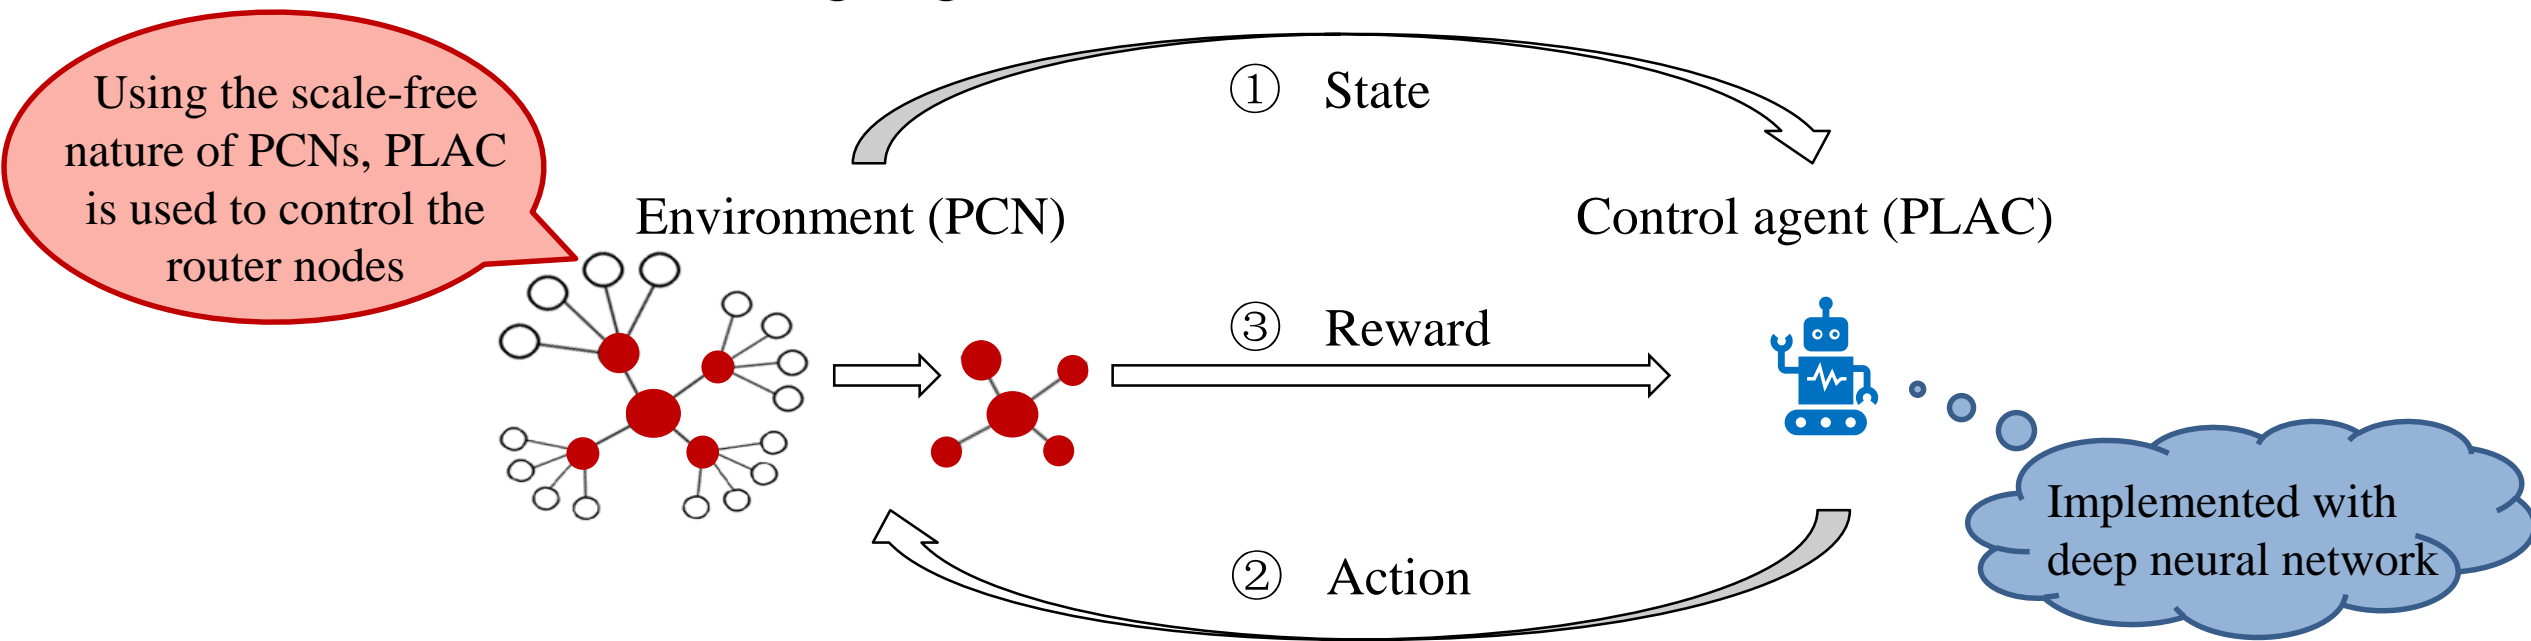 Using the scale-free
nature of PCNs, PLAC
is used to control the
router nodes
① State
Environment (PCN)
Control agent (PLAC)
③ Reward
② Action
Implemented with
deep neural network